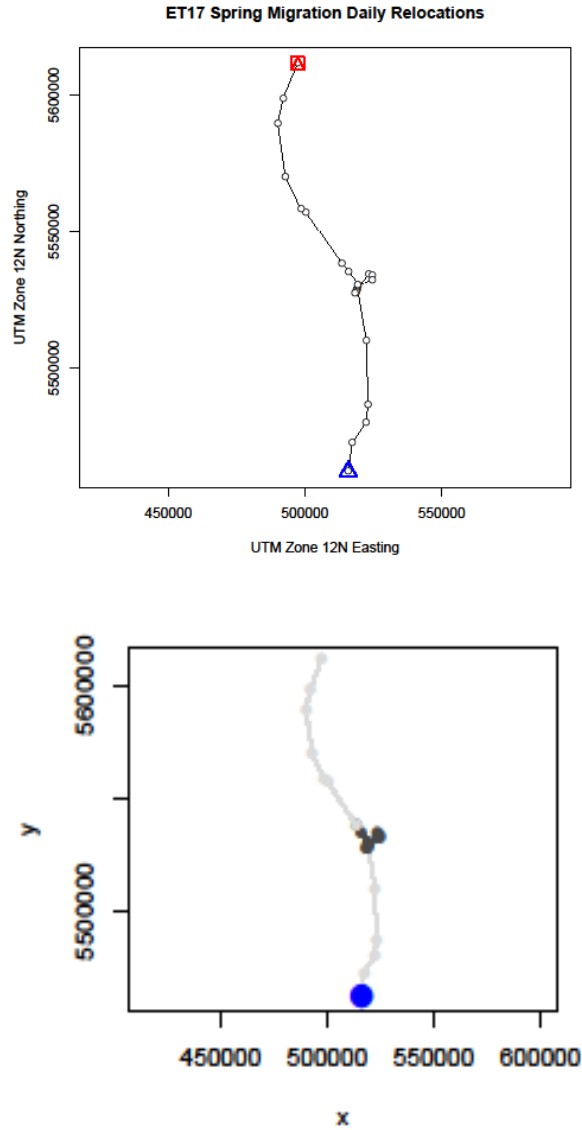 ET17 Spring Migration Daily Relocations
5600000
5550000
5500000
UTM Zone 12N Northing
450000 500000 550000
UTM Zone 12N Easting
5600000
5500000
y
450000 500000 550000 600000
x